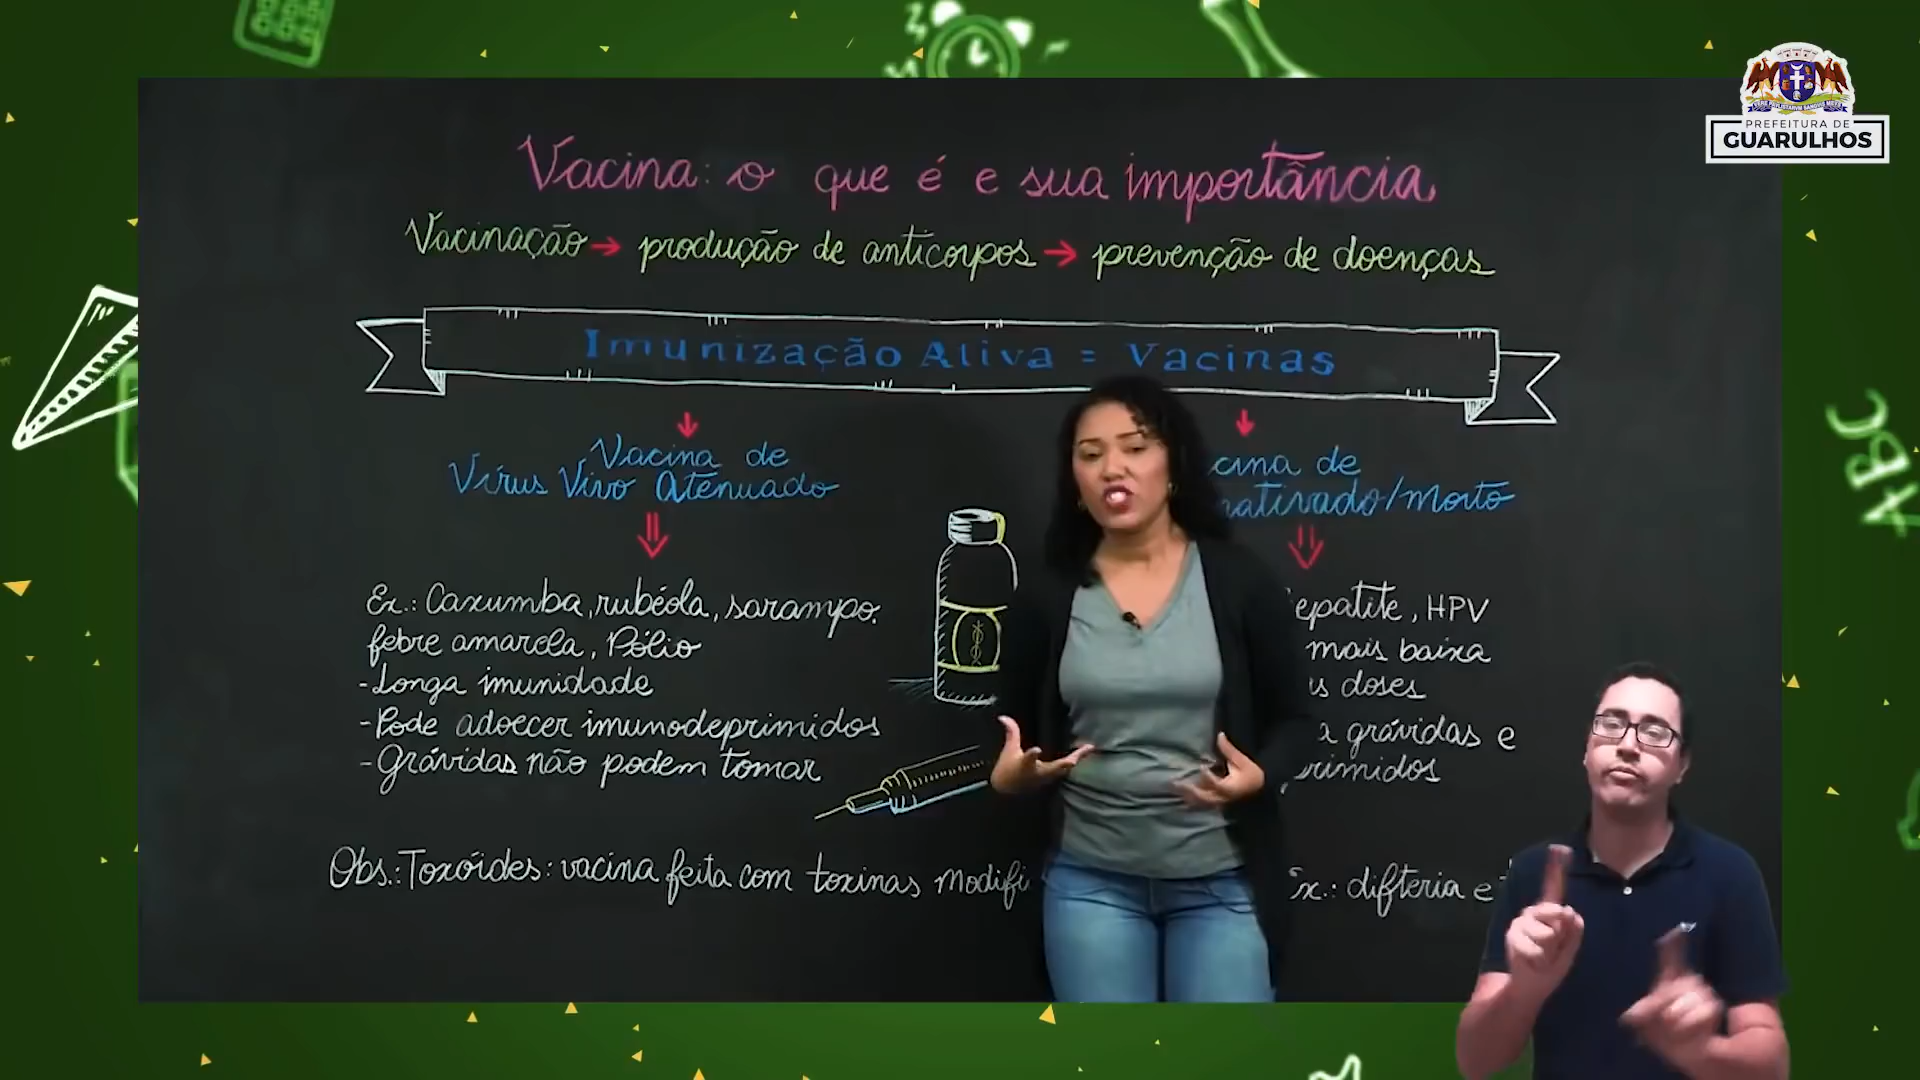 PREFEITURA DE
GUARULHOS
Vacina: o que é e sua importância
Vacinação → produção de anticorpos → prevenção de doenças
Imunização Ativa = Vacinas
Vacina de
Vírus Vivo Atenuado
Ex.: Caxumba, rubéola, sarampo,
febre amarela, Pólio
- Longa imunidade
- Pode adoecer imunodeprimidos
- Grávidas não podem tomar
cina de
nativado/morto
epatite, HPV
mais baixa
s doses
a grávidas e
rimidos
Obs.: Toxóides: vacina feita com toxinas modifi
Ex.: difteria e
ABC